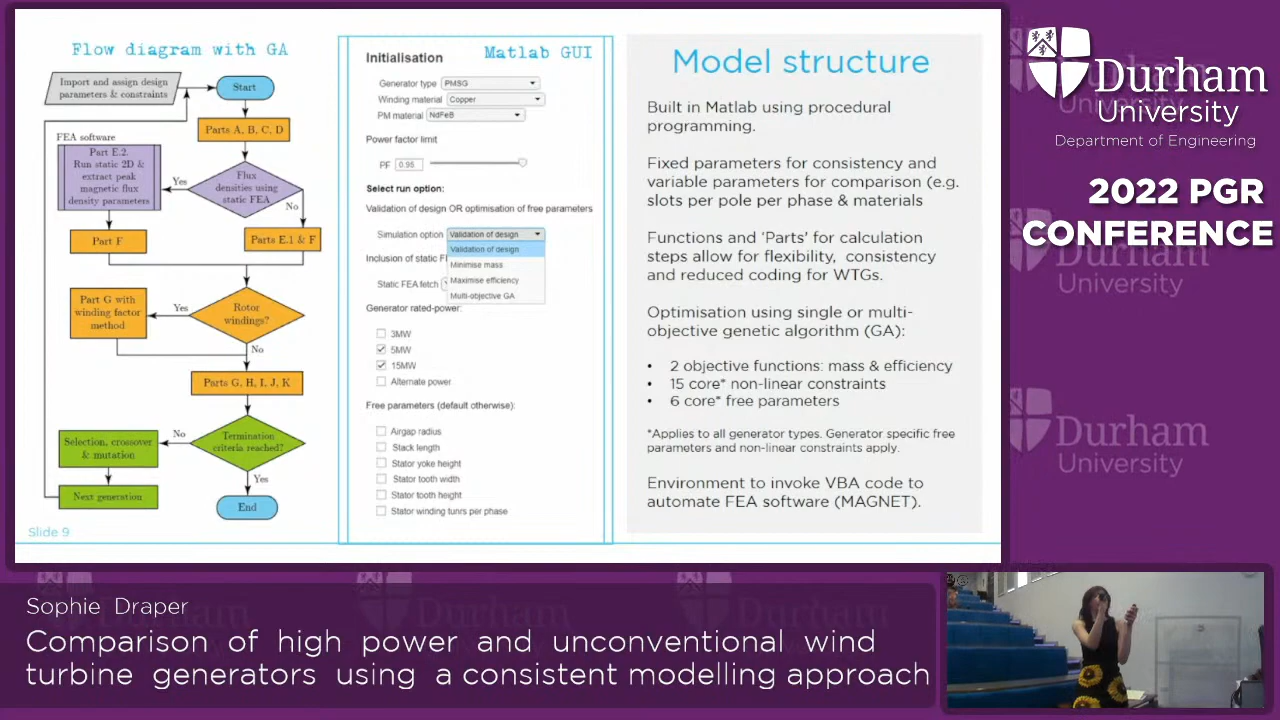 Flow diagram with GA
Import and assign design
parameters & constraints
Start
Parts A, B, C, D
FEA software
Part E.2.
Run static 2D &
extract peak
magnetic flux
density parameters
Yes
Flux
densities using
static FEA
No
Part F
Parts E.1 & F
Part G with
winding factor
method
Yes
Rotor
windings?
No
Parts G, H, I, J, K
Selection, crossover
& mutation
No
Termination
criteria reached?
Yes
Next generation
End
Slide 9
Initialisation
Matlab GUI
Generator type PMSG
Winding material Copper
PM material NdFeB
Power factor limit
PF 0.95
Select run option:
Validation of design OR optimisation of free parameters
Simulation option Validation of design
Validation of design
Inclusion of static F
Minimise mass
Maximise efficiency
Static FEA fetch
Multi-objective GA
Generator rated-power:
3MW
5MW
15MW
Alternate power
Free parameters (default otherwise):
Airgap radius
Stack length
Stator yoke height
Stator tooth width
Stator tooth height
Stator winding tunrs per phase
Model structure
Built in Matlab using procedural
programming.
Fixed parameters for consistency and
variable parameters for comparison (e.g.
slots per pole per phase & materials
Functions and 'Parts' for calculation
steps allow for flexibility, consistency
and reduced coding for WTGs.
Optimisation using single or multi-
objective genetic algorithm (GA):
• 2 objective functions: mass & efficiency
• 15 core* non-linear constraints
• 6 core* free parameters
*Applies to all generator types. Generator specific free
parameters and non-linear constraints apply.
Environment to invoke VBA code to
automate FEA software (MAGNET).
Durham
University
Department of Engineering
2022 PGR
CONFERENCE
Durham
University
Sophie Draper
Comparison of high power and unconventional wind
turbine generators using a consistent modelling approach